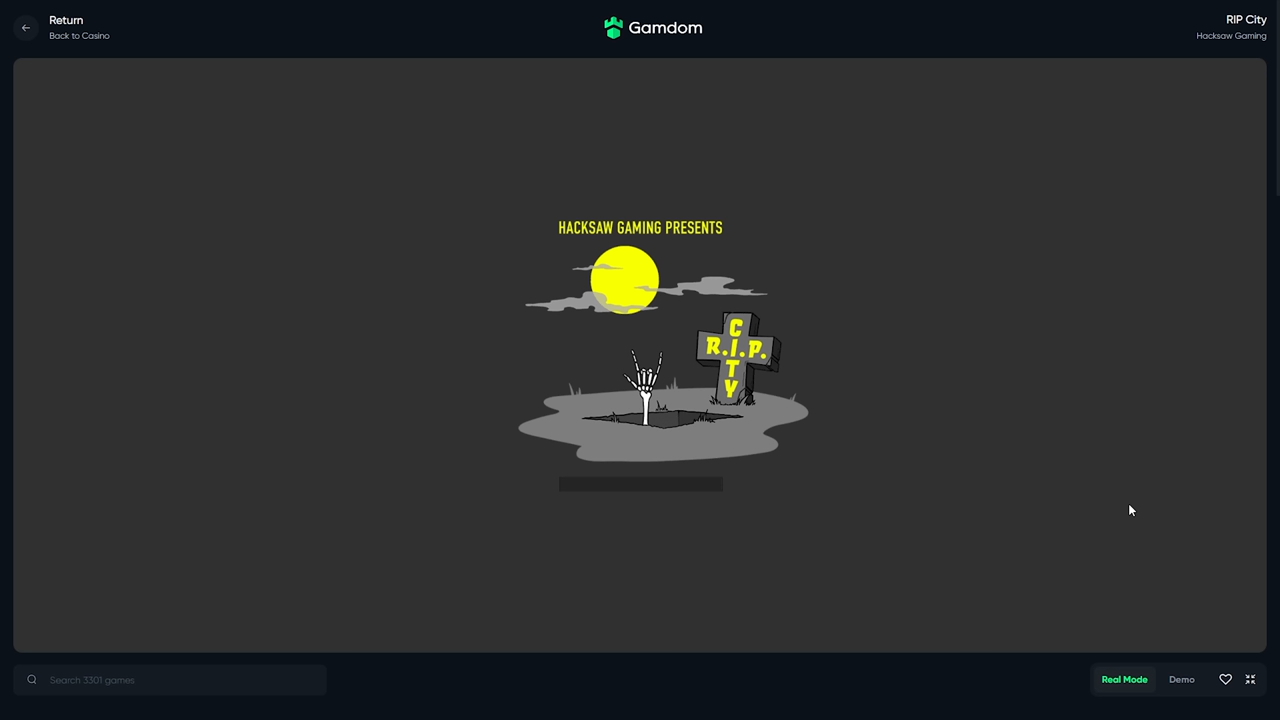 Return
Back to Casino
Gamdom
RIP City
Hacksaw Gaming
HACKSAW GAMING PRESENTS
C
R.I.P.
T
Y
Search 3301 games
Real Mode
Demo